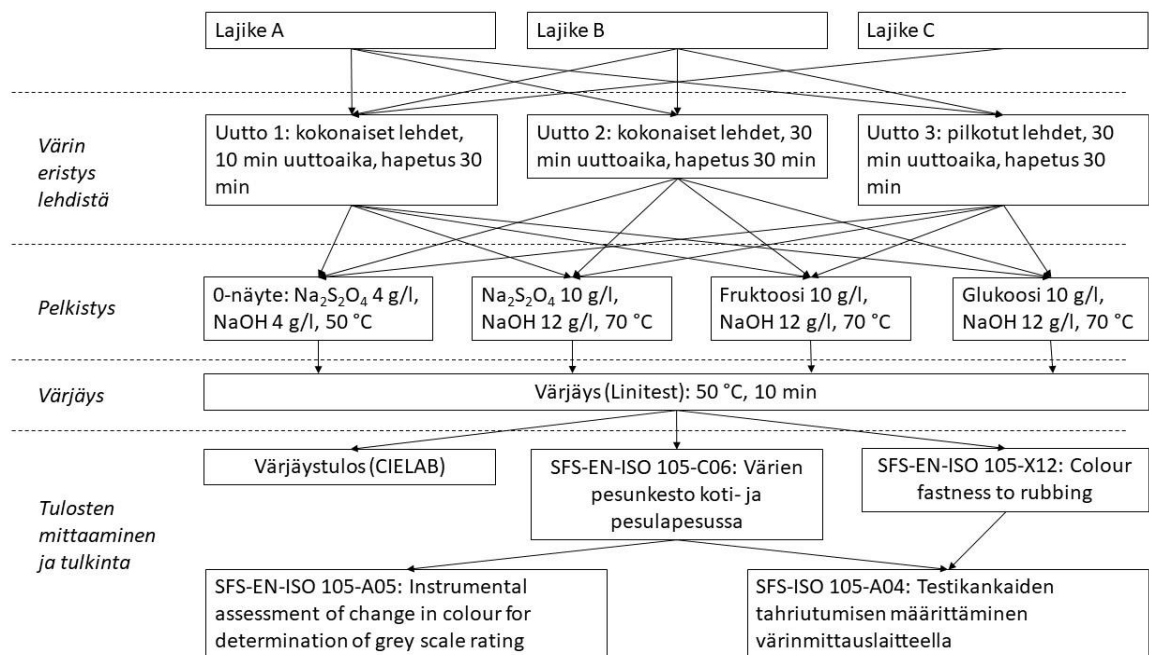 Lajike A
Lajike B
Lajike C
Värin
eristys
lehdistä
Uutto 1: kokonaiset lehdet,
10 min uuttoaika, hapetus 30
min
Uutto 2: kokonaiset lehdet, 30
min uuttoaika, hapetus 30 min
Uutto 3: pilkotut lehdet, 30
min uuttoaika, hapetus 30
min
Pelkistys
0-näyte: Na₂S₂O₄ 4 g/l,
NaOH 4 g/l, 50 °C
Na₂S₂O₄ 10 g/l,
NaOH 12 g/l, 70 °C
Fruktoosi 10 g/l,
NaOH 12 g/l, 70 °C
Glukoosi 10 g/l,
NaOH 12 g/l, 70 °C
Värjäys
Värjäys (Linitest): 50 °C, 10 min
Tulosten
mittaaminen
ja tulkinta
Värjäystulos (CIELAB)
SFS-EN-ISO 105-C06: Värien
pesunkesto koti- ja
pesulapesussa
SFS-EN-ISO 105-X12: Colour
fastness to rubbing
SFS-EN-ISO 105-A05: Instrumental
assessment of change in colour for
determination of grey scale rating
SFS-ISO 105-A04: Testikankaiden
tahriutumisen määrittäminen
värinmittauslaitteella